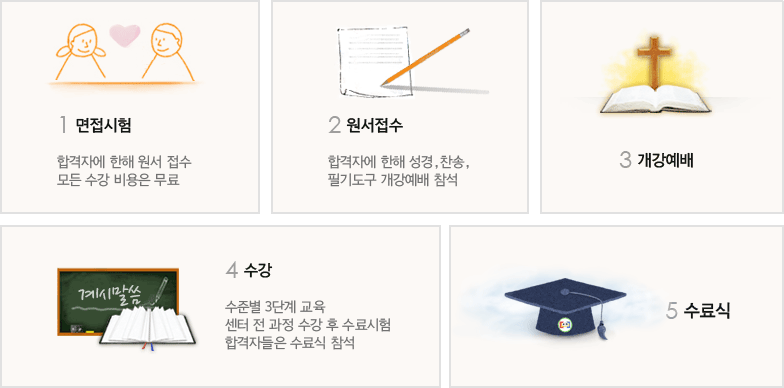 1 면접시험
합격자에 한해 원서 접수
모든 수강 비용은 무료
2 원서접수
합격자에 한해 성경, 찬송,
필기도구 개강예배 참석
3 개강예배
계시말씀
4 수강
수준별 3단계 교육
센터 전 과정 수강 후 수료시험
합격자들은 수료식 참석
5 수료식